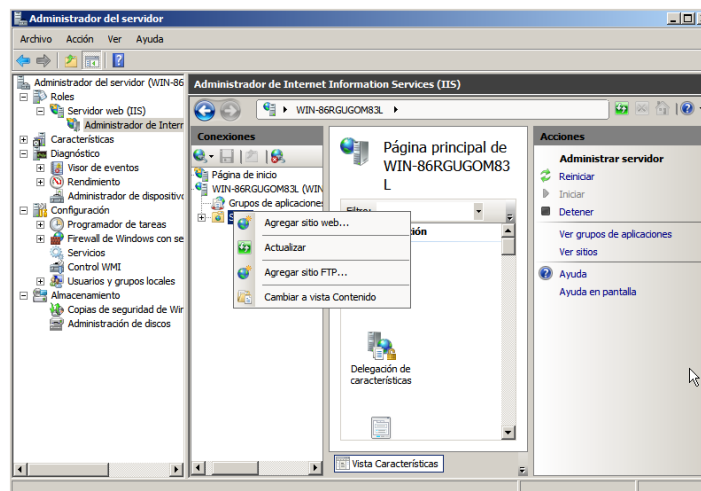 Administrador del servidor
Archivo Acción Ver Ayuda
Administrador del servidor (WIN-86
Roles
Servidor web (IIS)
Administrador de Interr
Características
Diagnóstico
Visor de eventos
Rendimiento
Administrador de dispositivo
Configuración
Programador de tareas
Firewall de Windows con se
Servicios
Control WMI
Usuarios y grupos locales
Almacenamiento
Copias de seguridad de Wir
Administración de discos
Administrador de Internet Information Services (IIS)
WIN-86RGUGOM83L
Conexiones
Página de inicio
WIN-86RGUGOM83L (WIN
Grupos de aplicacione
S
Agregar sitio web...
Actualizar
Agregar sitio FTP...
Cambiar a vista Contenido
Página principal de
WIN-86RGUGOM83
L
ión
Delegación de
características
Vista Características
Acciones
Administrar servidor
Reiniciar
Iniciar
Detener
Ver grupos de aplicaciones
Ver sitios
Ayuda
Ayuda en pantalla